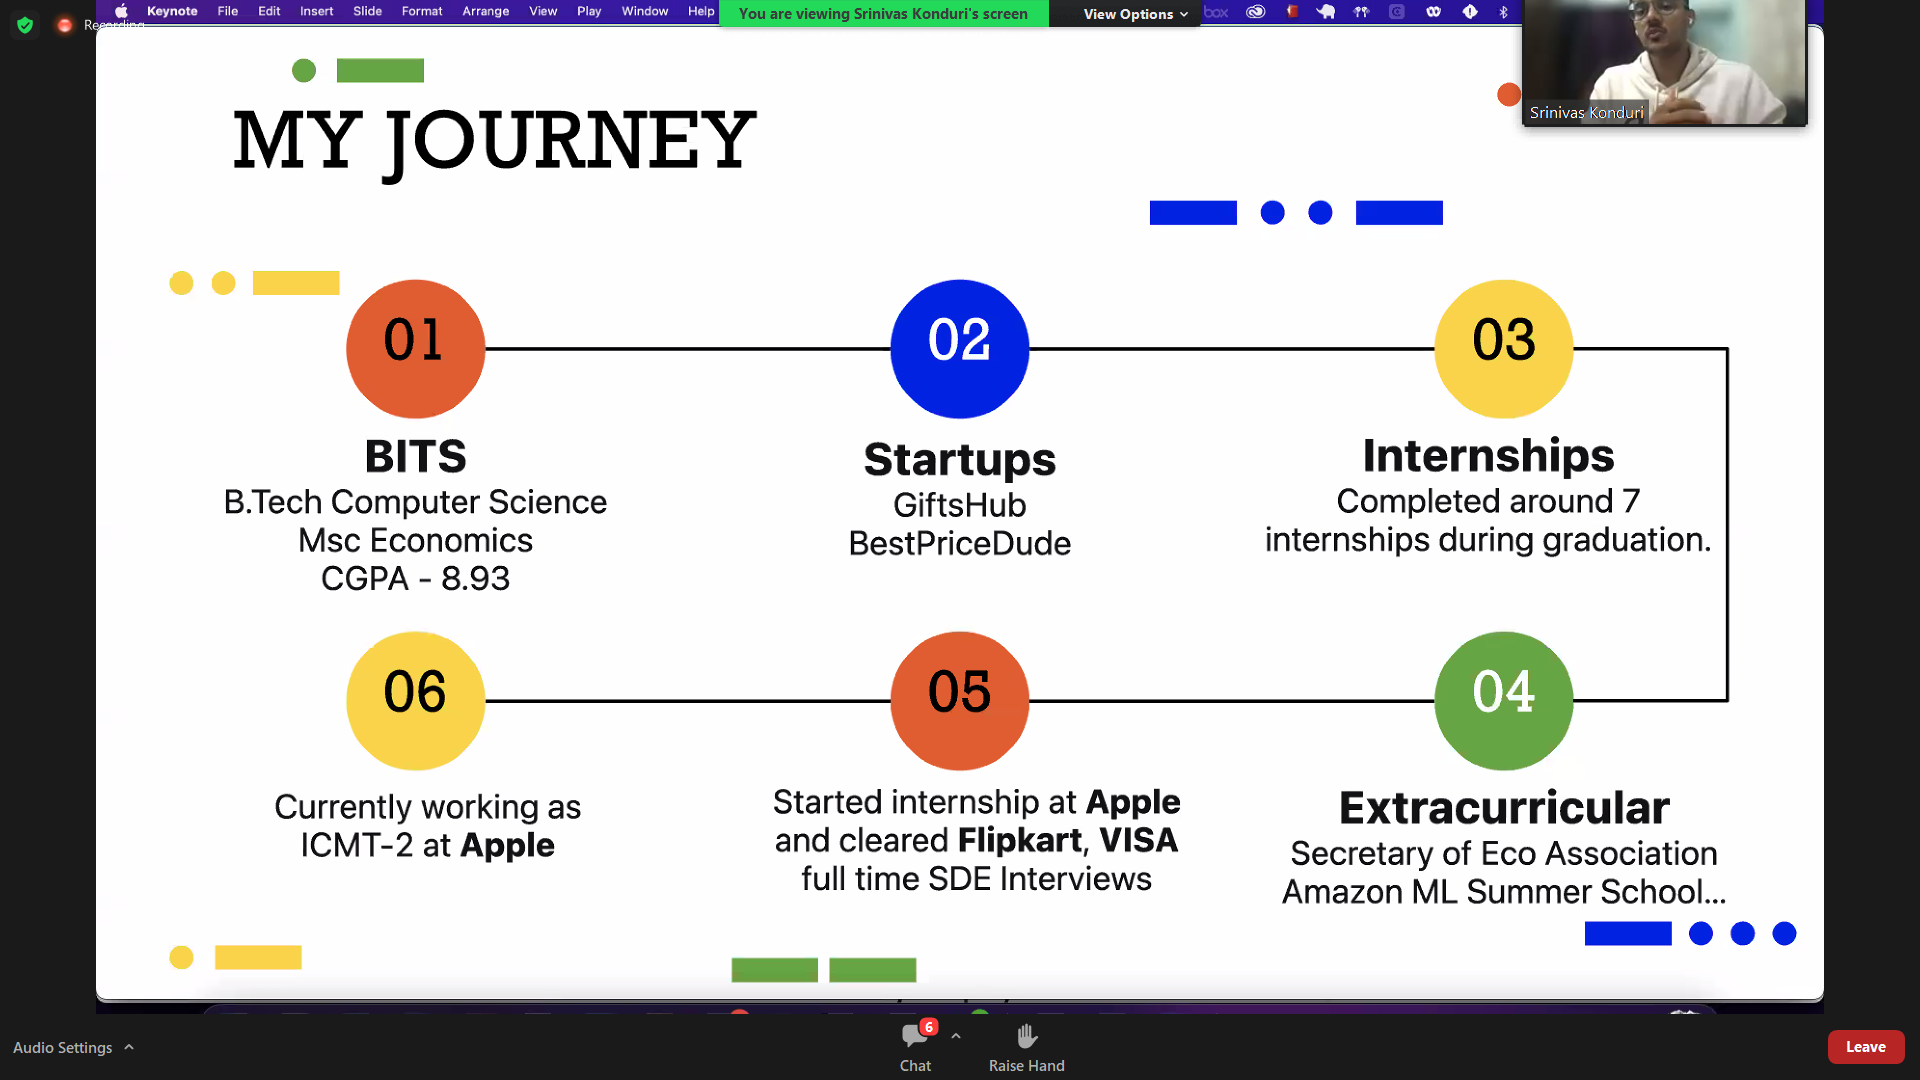 Keynote File Edit Insert Slide Format Arrange View Play Window Help
You are viewing Srinivas Konduri's screen
View Options
box
Recording
Srinivas Konduri
MY JOURNEY
01
BITS
B.Tech Computer Science
Msc Economics
CGPA - 8.93
02
Startups
GiftsHub
BestPriceDude
03
Internships
Completed around 7
internships during graduation.
04
Extracurricular
Secretary of Eco Association
Amazon ML Summer School...
05
Started internship at Apple
and cleared Flipkart, VISA
full time SDE Interviews
06
Currently working as
ICMT-2 at Apple
Audio Settings
6
Chat
Raise Hand
Leave